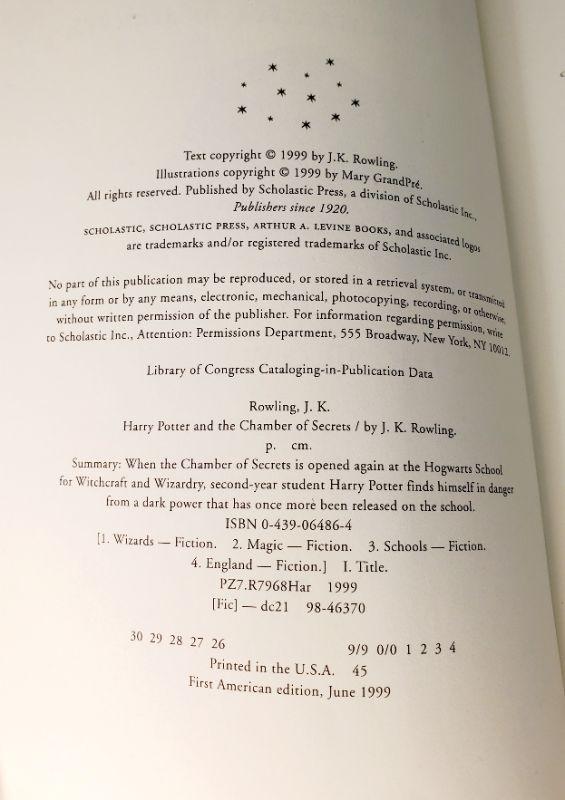 Text copyright © 1999 by J.K. Rowling.
Illustrations copyright © 1999 by Mary GrandPré.
All rights reserved. Published by Scholastic Press, a division of Scholastic Inc.,
Publishers since 1920.
SCHOLASTIC, SCHOLASTIC PRESS, ARTHUR A. LEVINE BOOKS, and associated logos
are trademarks and/or registered trademarks of Scholastic Inc.
No part of this publication may be reproduced, or stored in a retrieval system, or transmitted
in any form or by any means, electronic, mechanical, photocopying, recording, or otherwise,
without written permission of the publisher. For information regarding permission, write
to Scholastic Inc., Attention: Permissions Department, 555 Broadway, New York, NY 10012.
Library of Congress Cataloging-in-Publication Data
Rowling, J. K.
Harry Potter and the Chamber of Secrets / by J. K. Rowling.
p. cm.
Summary: When the Chamber of Secrets is opened again at the Hogwarts School
for Witchcraft and Wizardry, second-year student Harry Potter finds himself in danger
from a dark power that has once more been released on the school.
ISBN 0-439-06486-4
[1. Wizards — Fiction. 2. Magic — Fiction. 3. Schools — Fiction.
4. England — Fiction.] I. Title.
PZ7.R7968Har 1999
[Fic] — dc21 98-46370
30 29 28 27 26 9/9 0/0 1 2 3 4
Printed in the U.S.A. 45
First American edition, June 1999